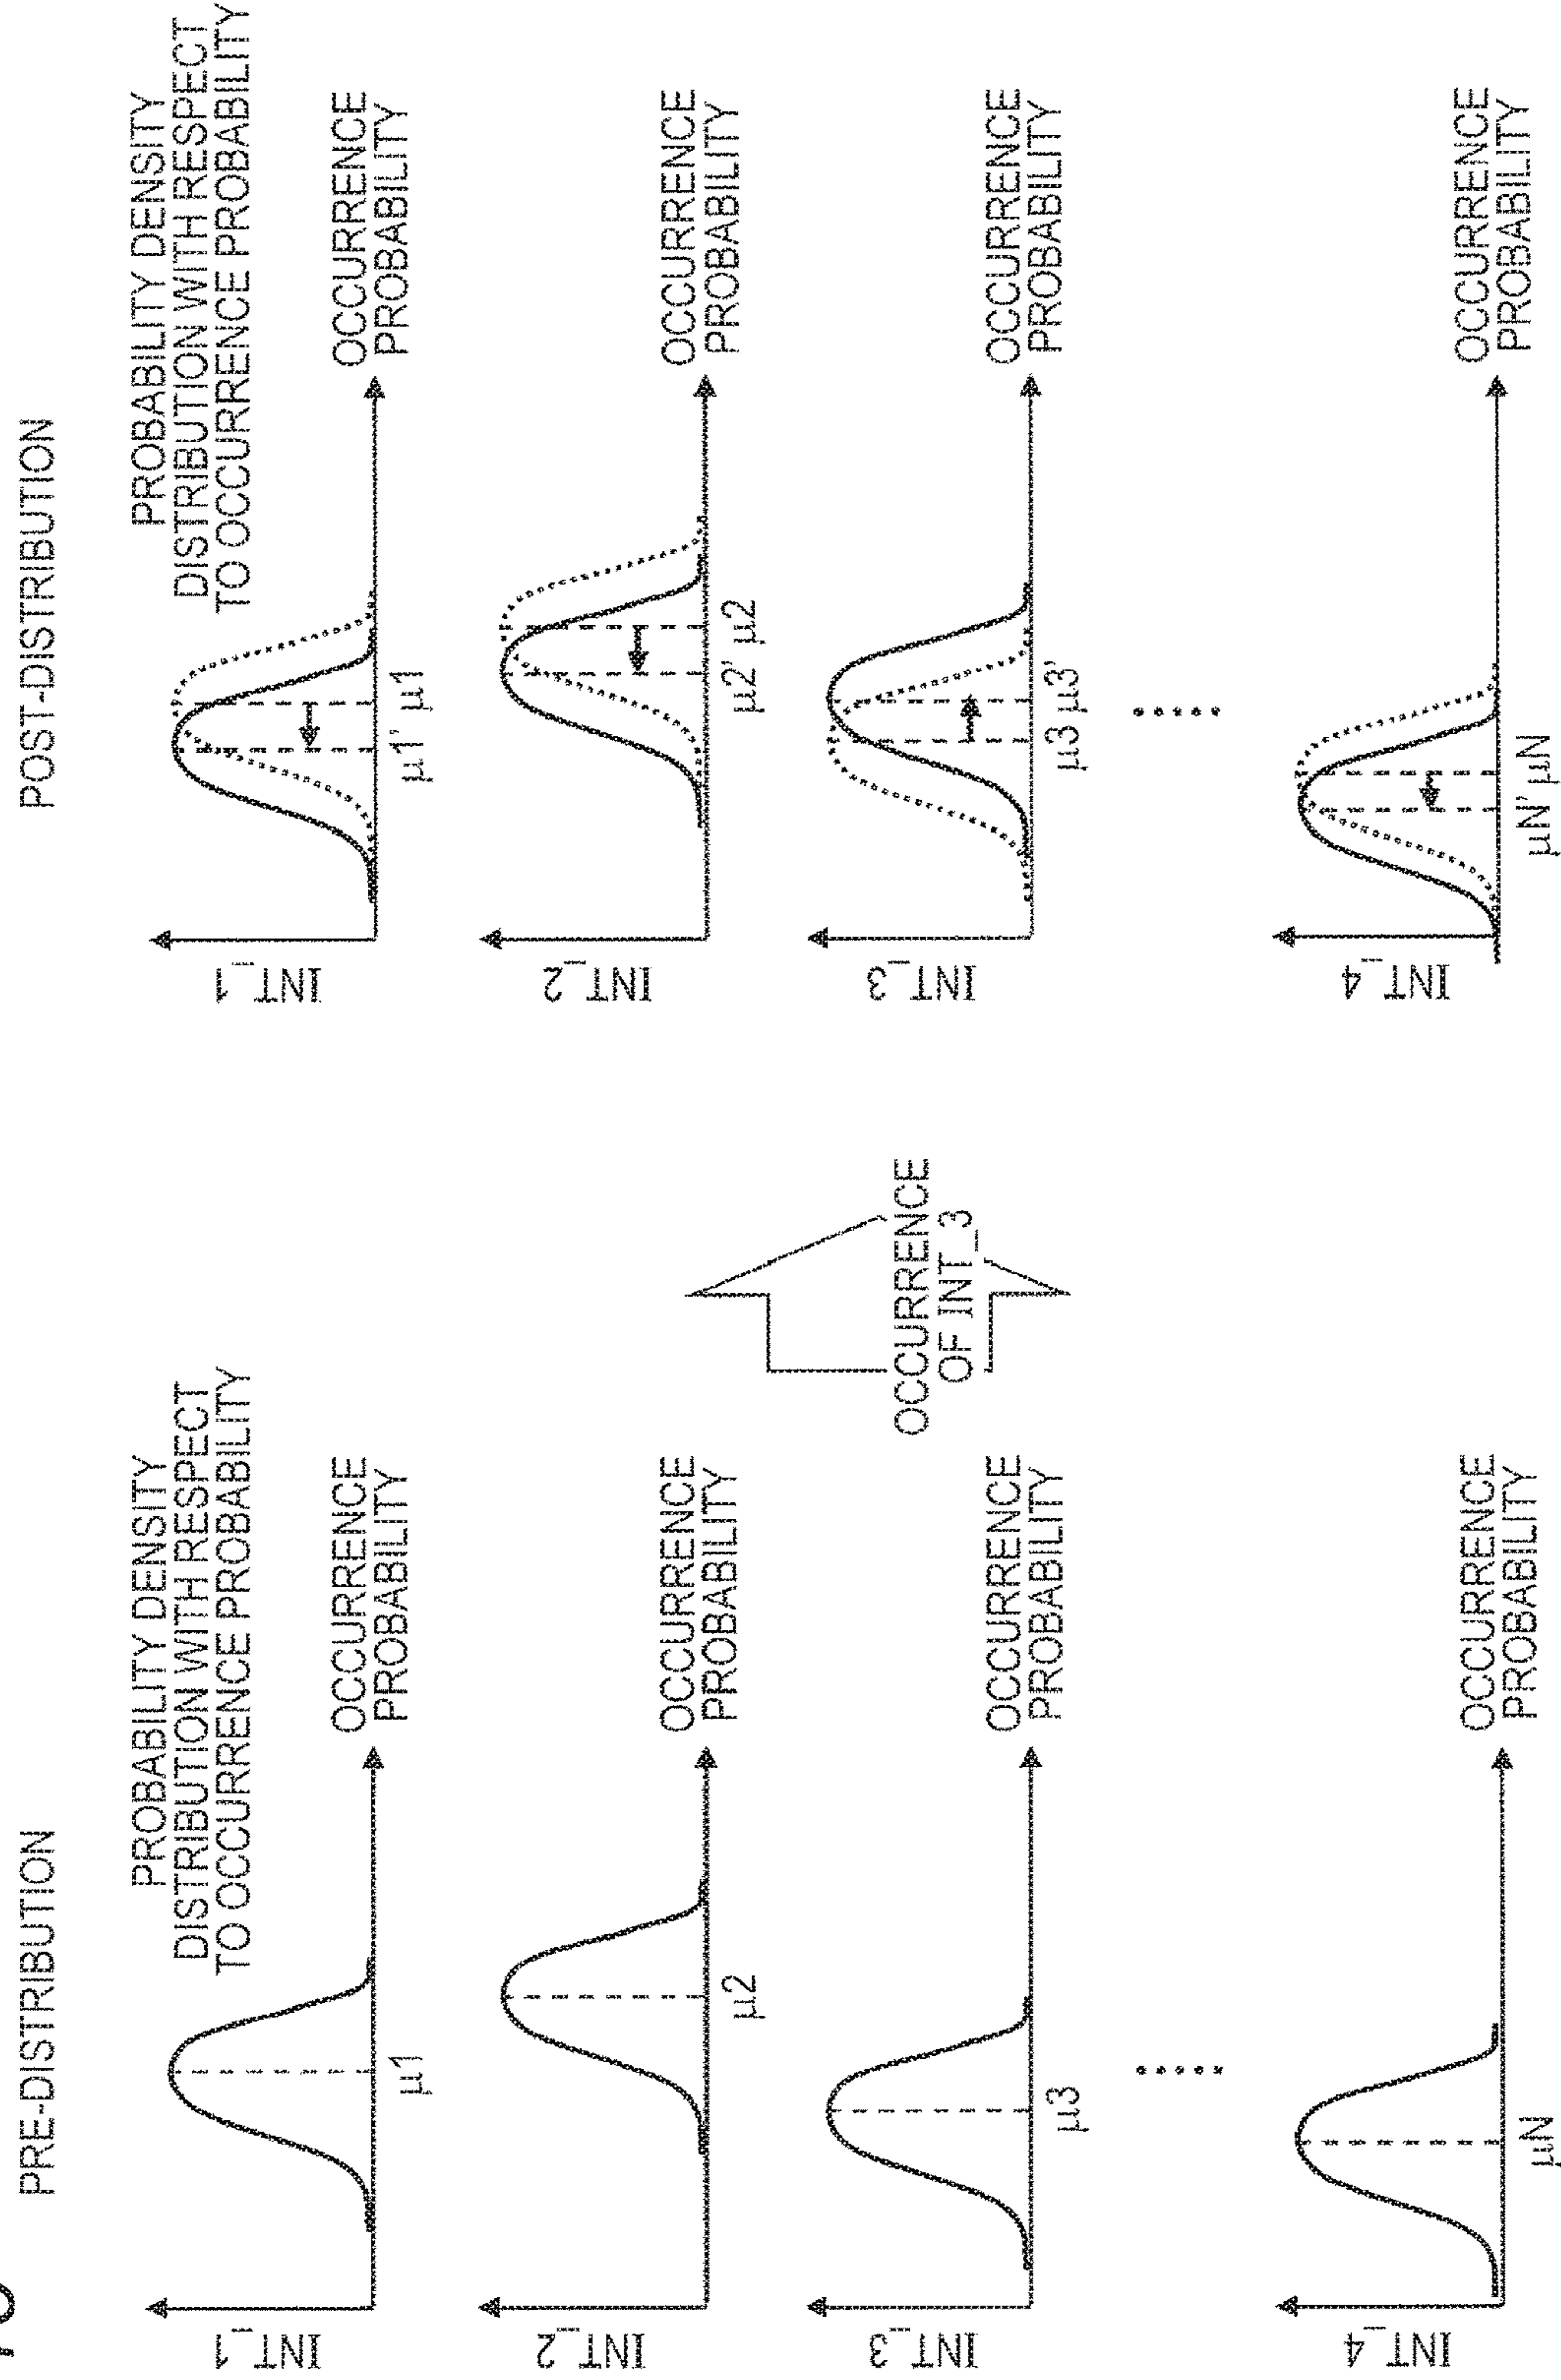 PRE-DISTRIBUTION
PROBABILITY DENSITY
DISTRIBUTION WITH RESPECT
TO OCCURRENCE PROBABILITY
INT_1
OCCURRENCE
PROBABILITY
μ1
INT_2
OCCURRENCE
PROBABILITY
μ2
INT_3
OCCURRENCE
PROBABILITY
μ3
INT_4
OCCURRENCE
PROBABILITY
μN
OCCURRENCE
OF INT_3
POST-DISTRIBUTION
PROBABILITY DENSITY
DISTRIBUTION WITH RESPECT
TO OCCURRENCE PROBABILITY
INT_1
OCCURRENCE
PROBABILITY
μ1' μ1
INT_2
OCCURRENCE
PROBABILITY
μ2' μ2
INT_3
OCCURRENCE
PROBABILITY
μ3 μ3'
INT_4
OCCURRENCE
PROBABILITY
μN' μN